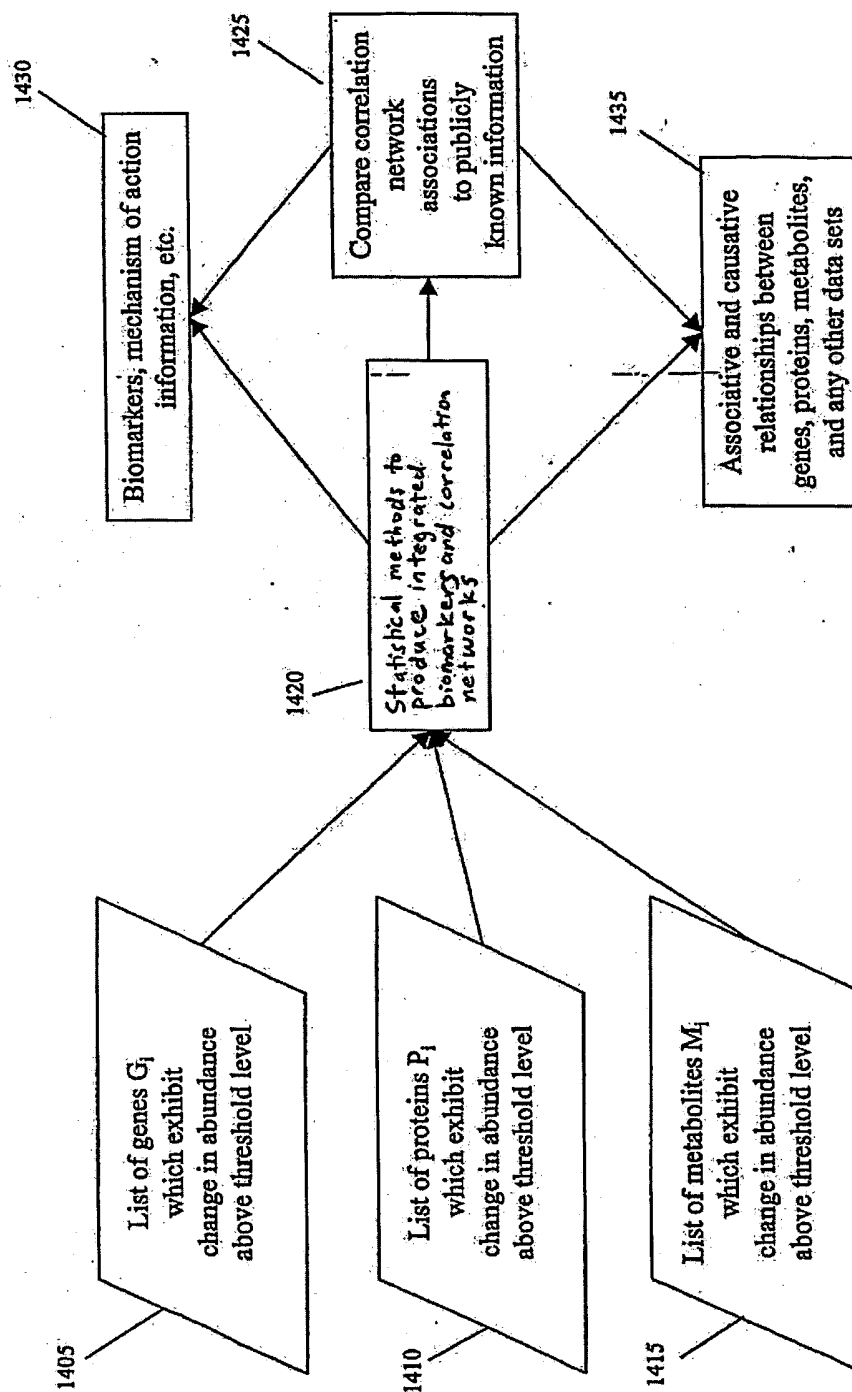 1405
List of genes Gi
which exhibit
change in abundance
above threshold level
1410
List of proteins Pi
which exhibit
change in abundance
above threshold level
1415
List of metabolites Mi
which exhibit
change in abundance
above threshold level
1420
Statistical methods to
produce integrated
biomarkers and correlation
networks
1430
Biomarkers, mechanism of action
information, etc.
1425
Compare correlation
network
associations
to publicly
known information
1435
Associative and causative
relationships between
genes, proteins, metabolites,
and any other data sets